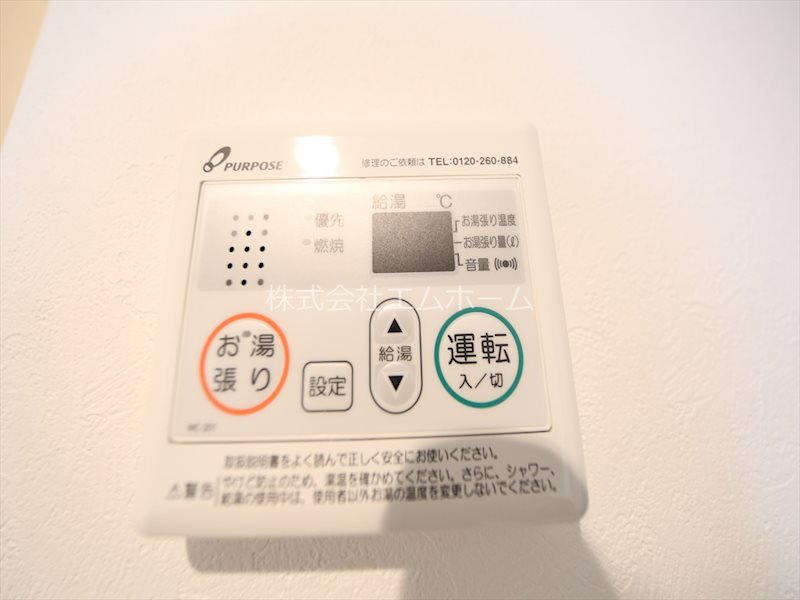 PURPOSE
修理のご依頼は TEL:0120-260-884
給湯 ℃
優先
燃焼
お湯張り温度
お湯張り量(ℓ)
音量
株式会社エムホーム
お湯
張り
設定
▲
給湯
▼
運転
入/切
MC-201
取扱説明書をよく読んで正しく安全にお使いください。
⚠警告
やけど防止のため、湯温を確かめてください。さらに、シャワー、
給湯の使用中は、使用者以外お湯の温度を変更しないでください。